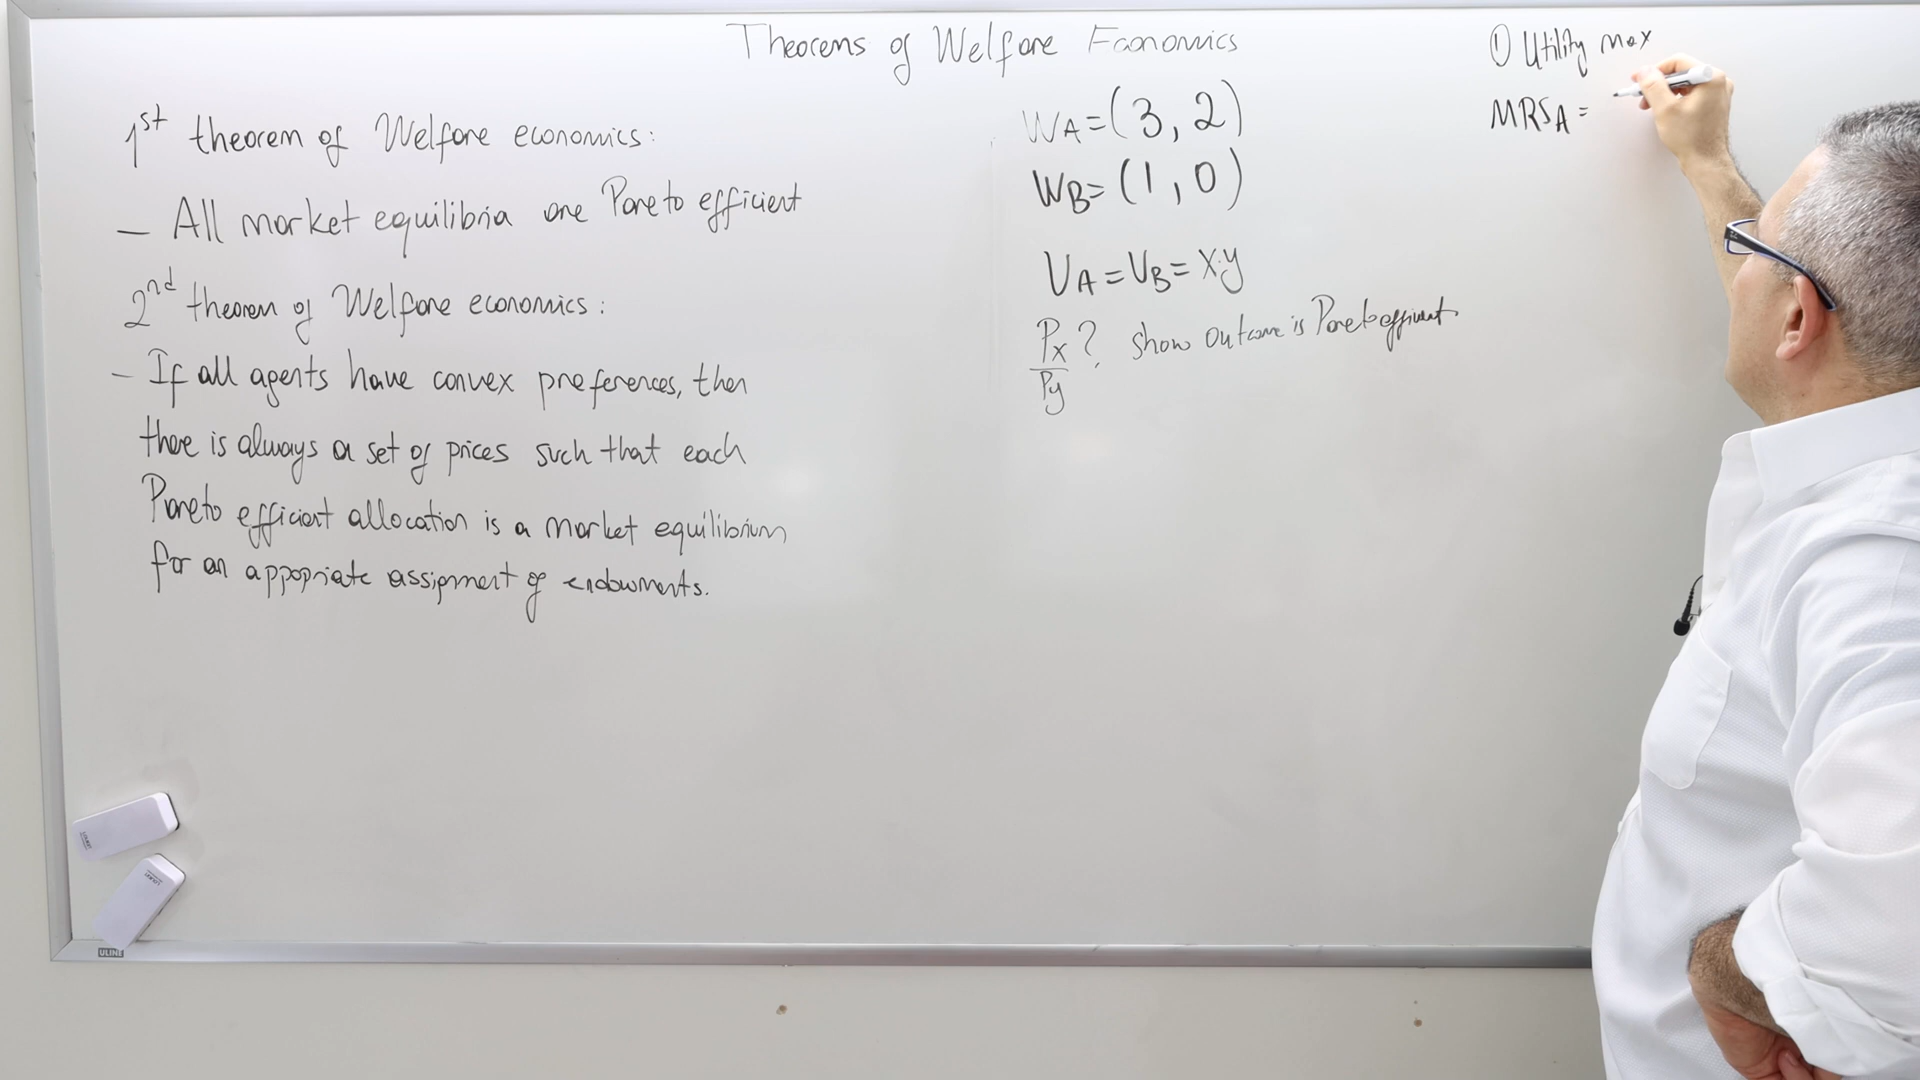 Theorems of Welfare Economics
1st theorem of Welfare economics:
– All market equilibria are Pareto efficient
2nd theorem of Welfare economics:
– If all agents have convex preferences, then
there is always a set of prices such that each
Pareto efficient allocation is a market equilibrium
for an appopriate assignment of endowments.
WA=(3,2)
WB=(1,0)
UA=UB=x·y
Px/Py? Show outcome is Pareto efficient
① Utility max
MRSA=
ULINE